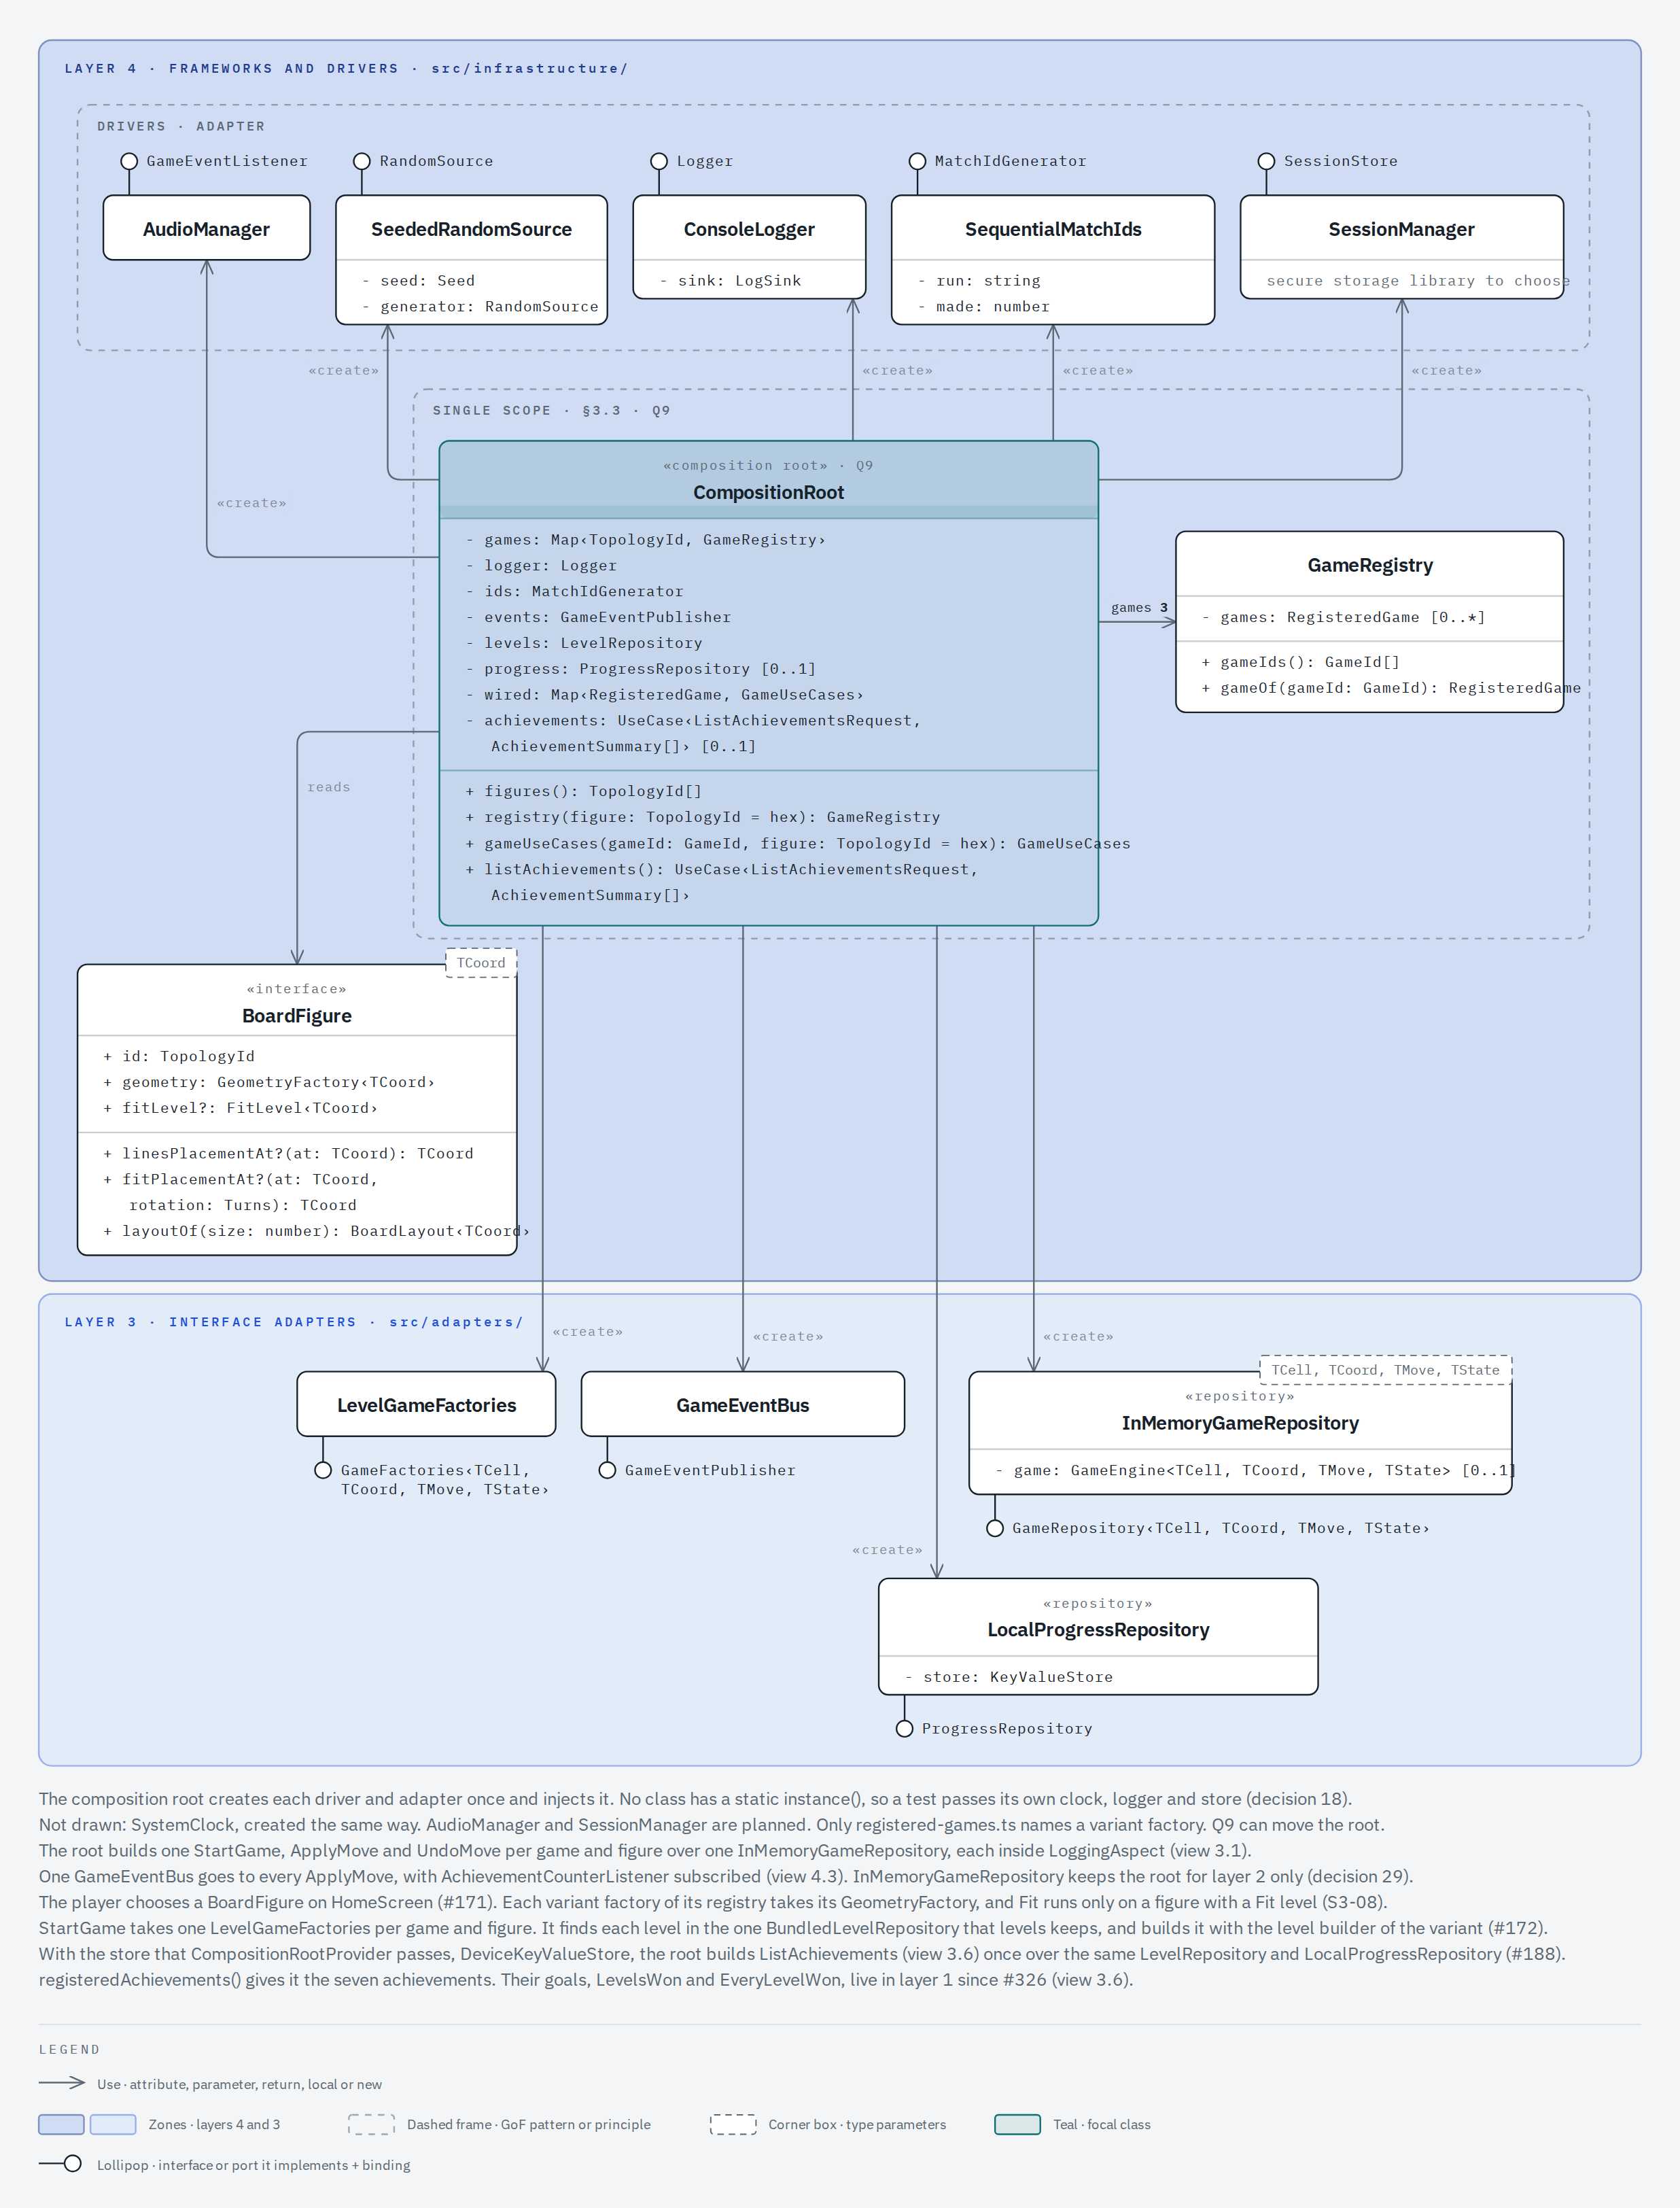 LAYER 4 · FRAMEWORKS AND DRIVERS · src/infrastructure/
DRIVERS · ADAPTER
GameEventListener
RandomSource
Logger
MatchIdGenerator
SessionStore
AudioManager
SeededRandomSource
- seed: Seed
- generator: RandomSource
ConsoleLogger
- sink: LogSink
SequentialMatchIds
- run: string
- made: number
SessionManager
secure storage library to choose
«create»
«create»
«create»
«create»
«create»
SINGLE SCOPE · §3.3 · Q9
«composition root» · Q9
CompositionRoot
- games: Map‹TopologyId, GameRegistry›
- logger: Logger
- ids: MatchIdGenerator
- events: GameEventPublisher
- levels: LevelRepository
- progress: ProgressRepository [0..1]
- wired: Map‹RegisteredGame, GameUseCases›
- achievements: UseCase‹ListAchievementsRequest,
AchievementSummary[]› [0..1]
+ figures(): TopologyId[]
+ registry(figure: TopologyId = hex): GameRegistry
+ gameUseCases(gameId: GameId, figure: TopologyId = hex): GameUseCases
+ listAchievements(): UseCase‹ListAchievementsRequest,
AchievementSummary[]›
games 3
GameRegistry
- games: RegisteredGame [0..*]
+ gameIds(): GameId[]
+ gameOf(gameId: GameId): RegisteredGame
reads
TCoord
«interface»
BoardFigure
+ id: TopologyId
+ geometry: GeometryFactory‹TCoord›
+ fitLevel?: FitLevel‹TCoord›
+ linesPlacementAt?(at: TCoord): TCoord
+ fitPlacementAt?(at: TCoord,
rotation: Turns): TCoord
+ layoutOf(size: number): BoardLayout‹TCoord›
LAYER 3 · INTERFACE ADAPTERS · src/adapters/
«create»
«create»
«create»
LevelGameFactories
GameFactories‹TCell,
TCoord, TMove, TState›
GameEventBus
GameEventPublisher
TCell, TCoord, TMove, TState
«repository»
InMemoryGameRepository
- game: GameEngine<TCell, TCoord, TMove, TState> [0..1]
GameRepository‹TCell, TCoord, TMove, TState›
«create»
«repository»
LocalProgressRepository
- store: KeyValueStore
ProgressRepository
The composition root creates each driver and adapter once and injects it. No class has a static instance(), so a test passes its own clock, logger and store (decision 18).
Not drawn: SystemClock, created the same way. AudioManager and SessionManager are planned. Only registered-games.ts names a variant factory. Q9 can move the root.
The root builds one StartGame, ApplyMove and UndoMove per game and figure over one InMemoryGameRepository, each inside LoggingAspect (view 3.1).
One GameEventBus goes to every ApplyMove, with AchievementCounterListener subscribed (view 4.3). InMemoryGameRepository keeps the root for layer 2 only (decision 29).
The player chooses a BoardFigure on HomeScreen (#171). Each variant factory of its registry takes its GeometryFactory, and Fit runs only on a figure with a Fit level (S3-08).
StartGame takes one LevelGameFactories per game and figure. It finds each level in the one BundledLevelRepository that levels keeps, and builds it with the level builder of the variant (#172).
With the store that CompositionRootProvider passes, DeviceKeyValueStore, the root builds ListAchievements (view 3.6) once over the same LevelRepository and LocalProgressRepository (#188).
registeredAchievements() gives it the seven achievements. Their goals, LevelsWon and EveryLevelWon, live in layer 1 since #326 (view 3.6).
LEGEND
Use · attribute, parameter, return, local or new
Zones · layers 4 and 3
Dashed frame · GoF pattern or principle
Corner box · type parameters
Teal · focal class
Lollipop · interface or port it implements + binding